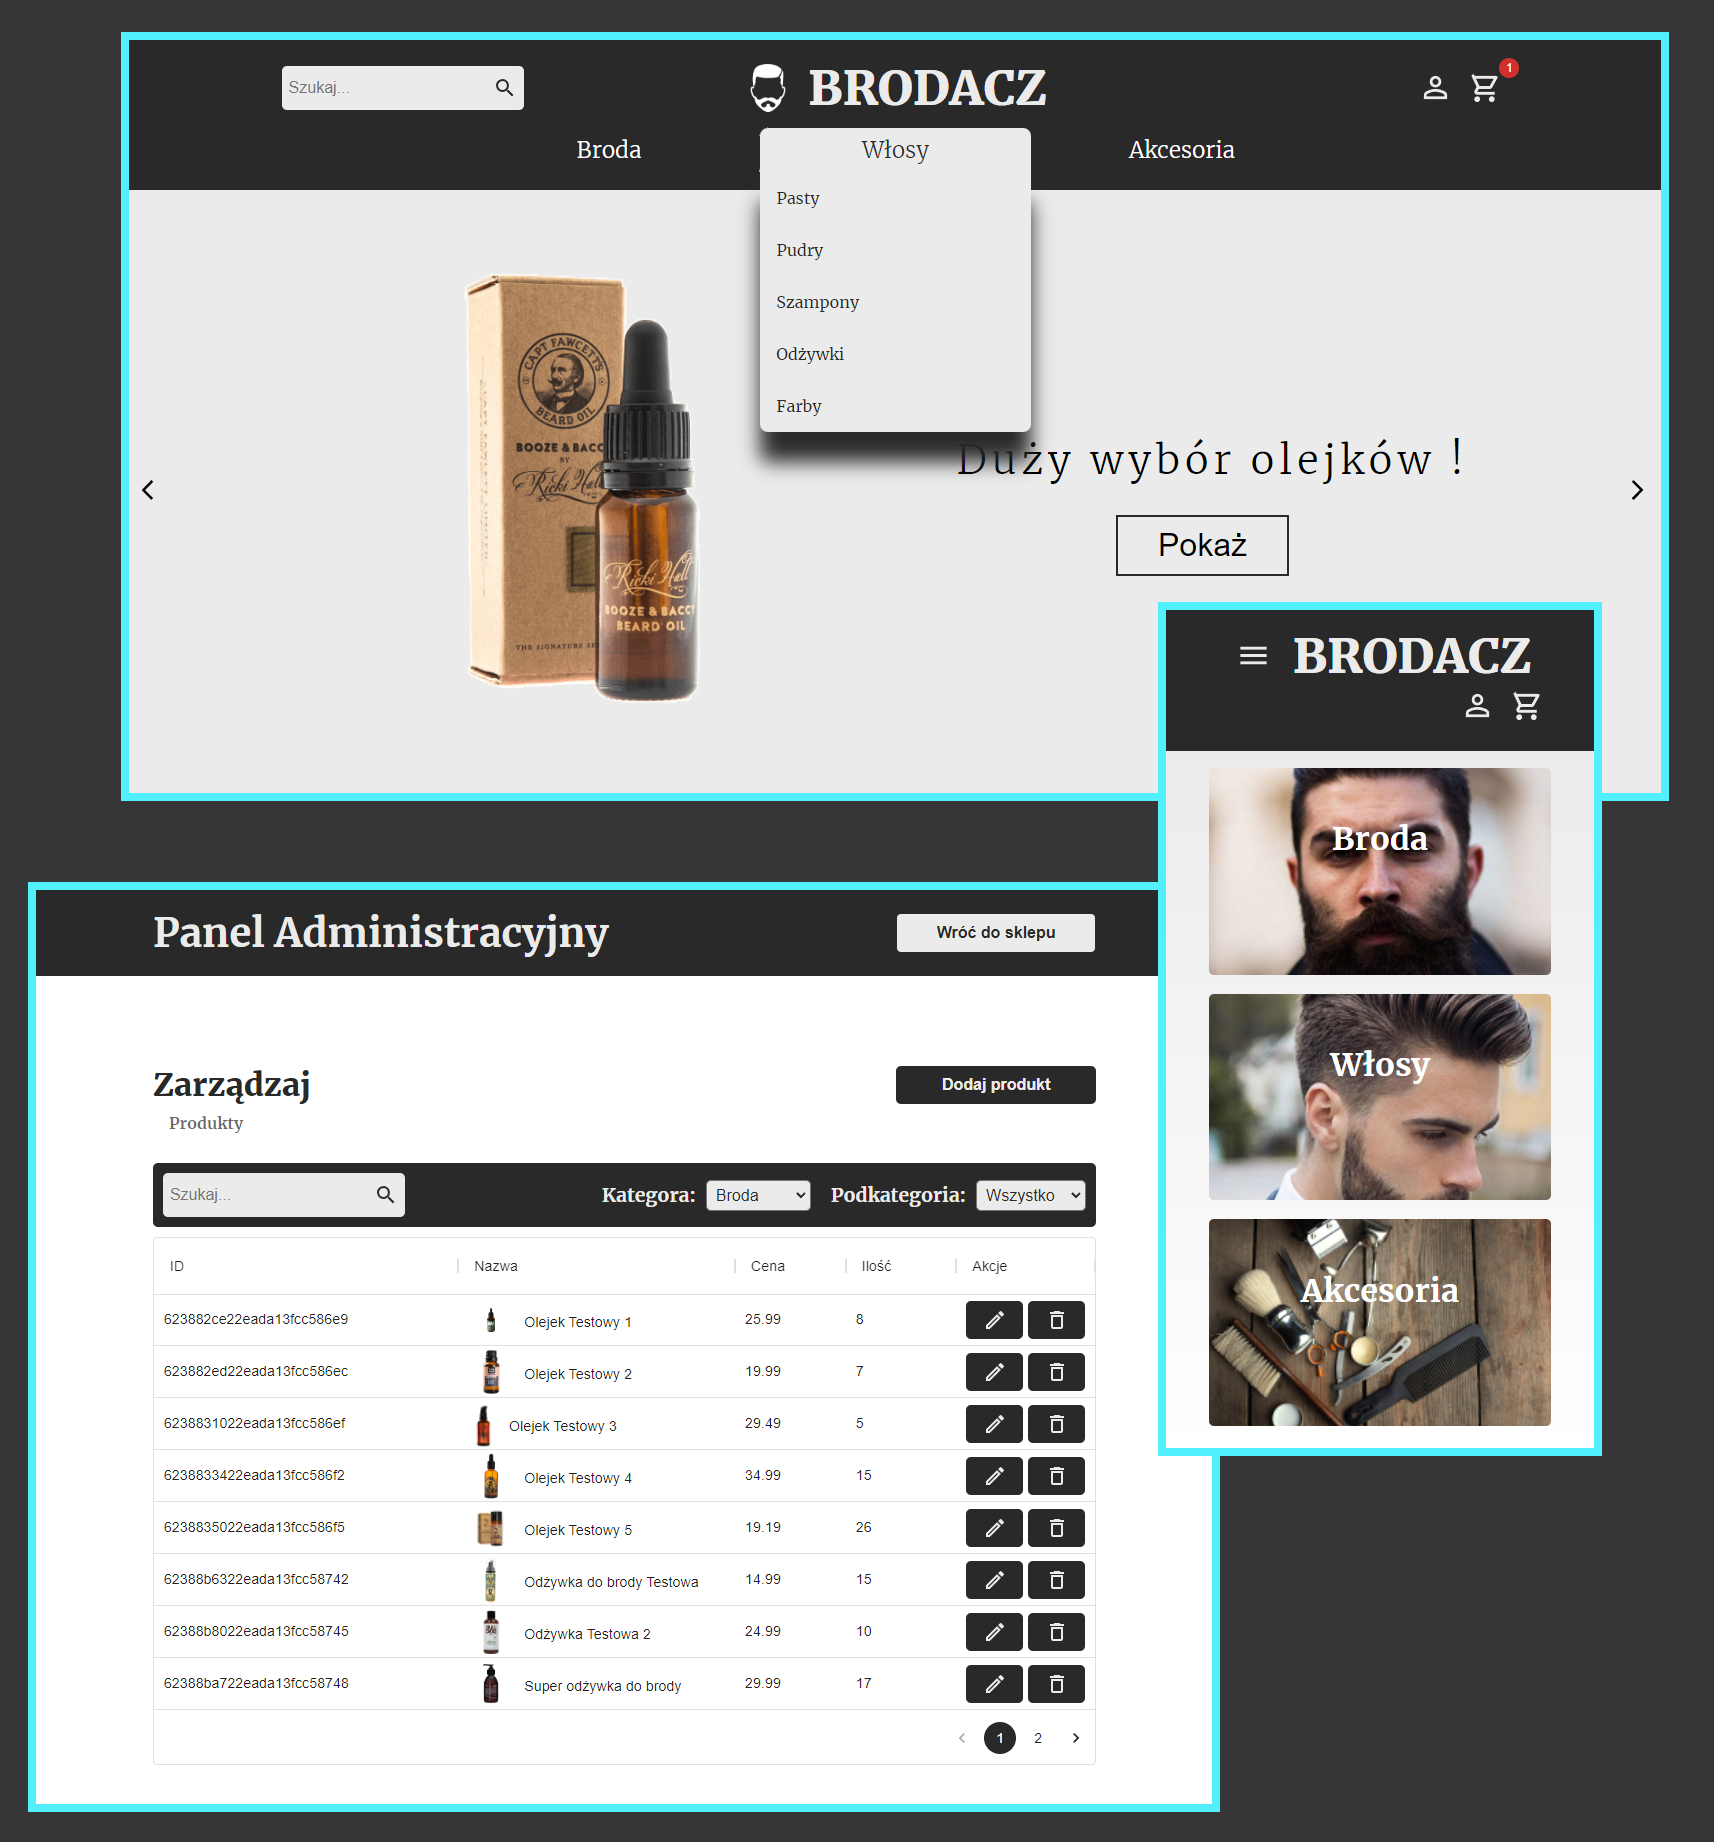 Szukaj...
BRODACZ
1
Broda
Włosy
Akcesoria
Pasty
Pudry
Szampony
Odżywki
Farby
CAPT FAWCETT'S
BEARD OIL
BOOZE & BACC
BY
Ricki Hall
THE SIGNATURE SE
Ricki Hall
BOOZE & BACCY
BEARD OIL
Duży wybór olejków !
Pokaż
BRODACZ
Broda
Włosy
Akcesoria
Panel Administracyjny
Wróć do sklepu
Zarządzaj
Dodaj produkt
Produkty
Szukaj...
Kategora: Broda Podkategoria: Wszystko
ID Nazwa Cena Ilość Akcje
623882ce22eada13fcc586e9 Olejek Testowy 1 25.99 8
623882ed22eada13fcc586ec Olejek Testowy 2 19.99 7
6238831022eada13fcc586ef Olejek Testowy 3 29.49 5
6238833422eada13fcc586f2 Olejek Testowy 4 34.99 15
6238835022eada13fcc586f5 Olejek Testowy 5 19.19 26
62388b6322eada13fcc58742 Odżywka do brody Testowa 14.99 15
62388b8022eada13fcc58745 Odżywka Testowa 2 24.99 10
62388ba722eada13fcc58748 Super odżywka do brody 29.99 17
1 2